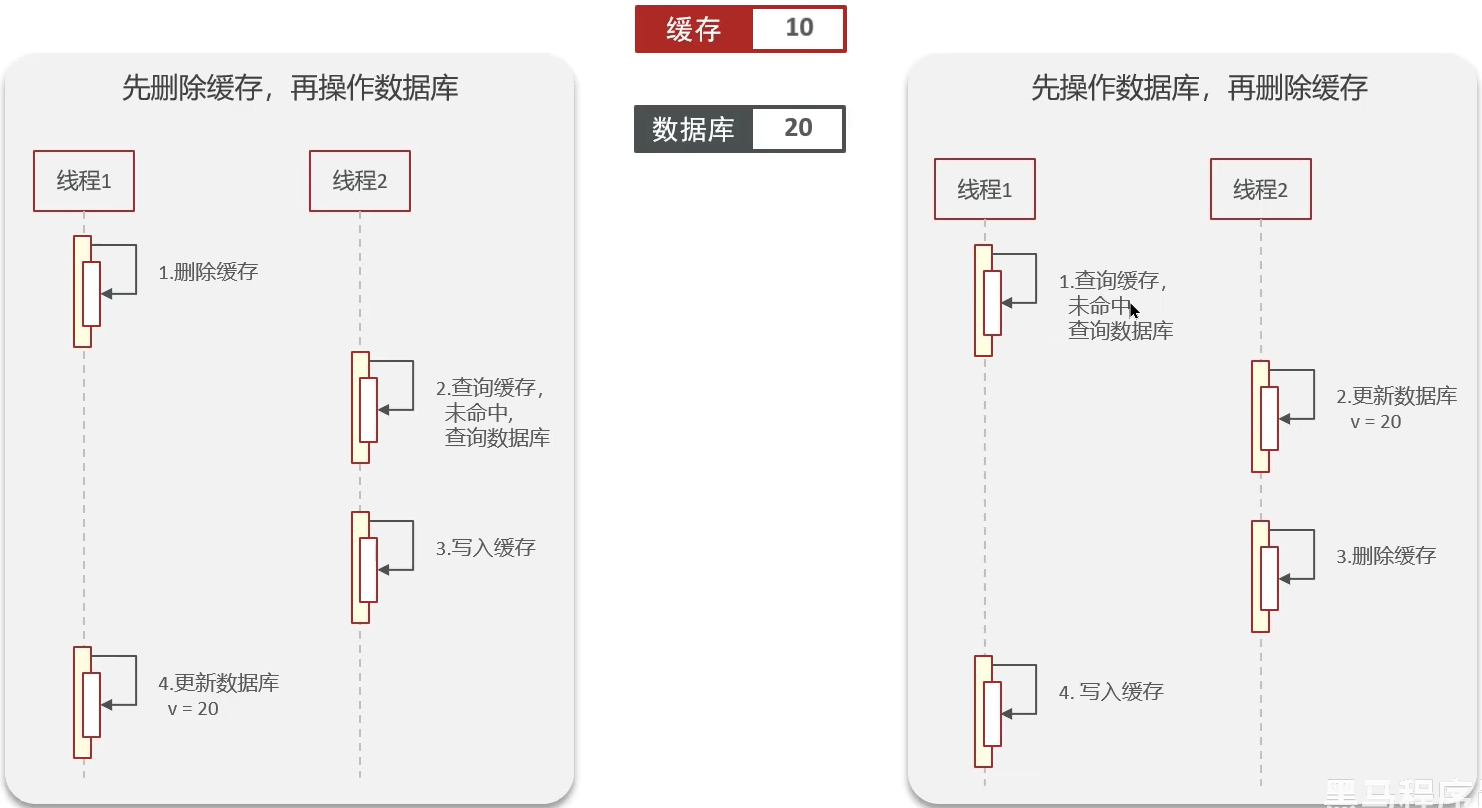 缓存 10
数据库 20
先删除缓存，再操作数据库
线程1
线程2
1.删除缓存
2.查询缓存，
未命中，
查询数据库
3.写入缓存
4.更新数据库
v = 20
先操作数据库，再删除缓存
线程1
线程2
1.查询缓存，
未命中
查询数据库
2.更新数据库
v = 20
3.删除缓存
4. 写入缓存
黑马程序